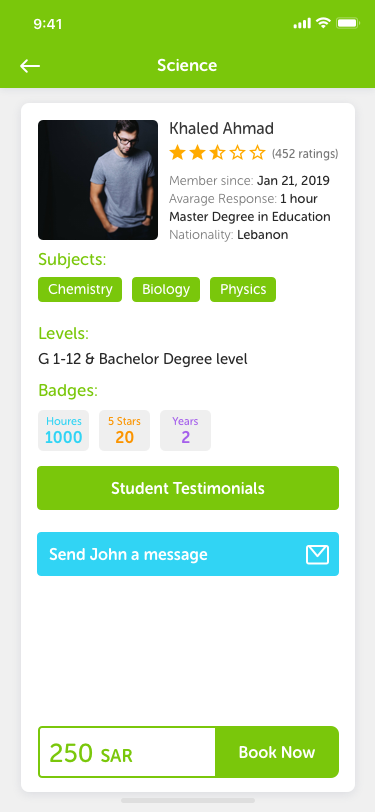 9:41
Science
Khaled Ahmad
(452 ratings)
Member since: Jan 21, 2019
Avarage Response: 1 hour
Master Degree in Education
Nationality: Lebanon
Subjects:
Chemistry Biology Physics
Levels:
G 1-12 & Bachelor Degree level
Badges:
Houres 5 Stars Years
1000 20 2
Student Testimonials
Send John a message
250 SAR Book Now